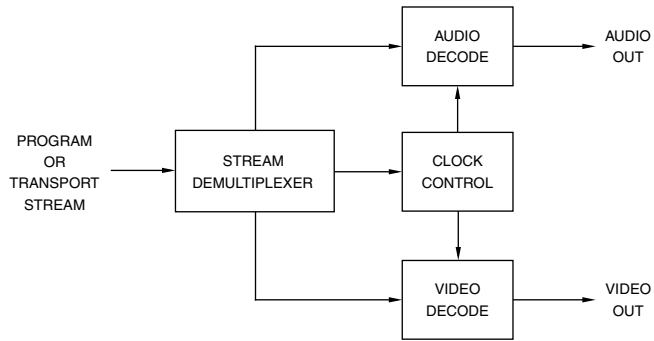 AUDIO
DECODE
AUDIO
OUT
PROGRAM
OR
TRANSPORT
STREAM
STREAM
DEMULTIPLEXER
CLOCK
CONTROL
VIDEO
DECODE
VIDEO
OUT